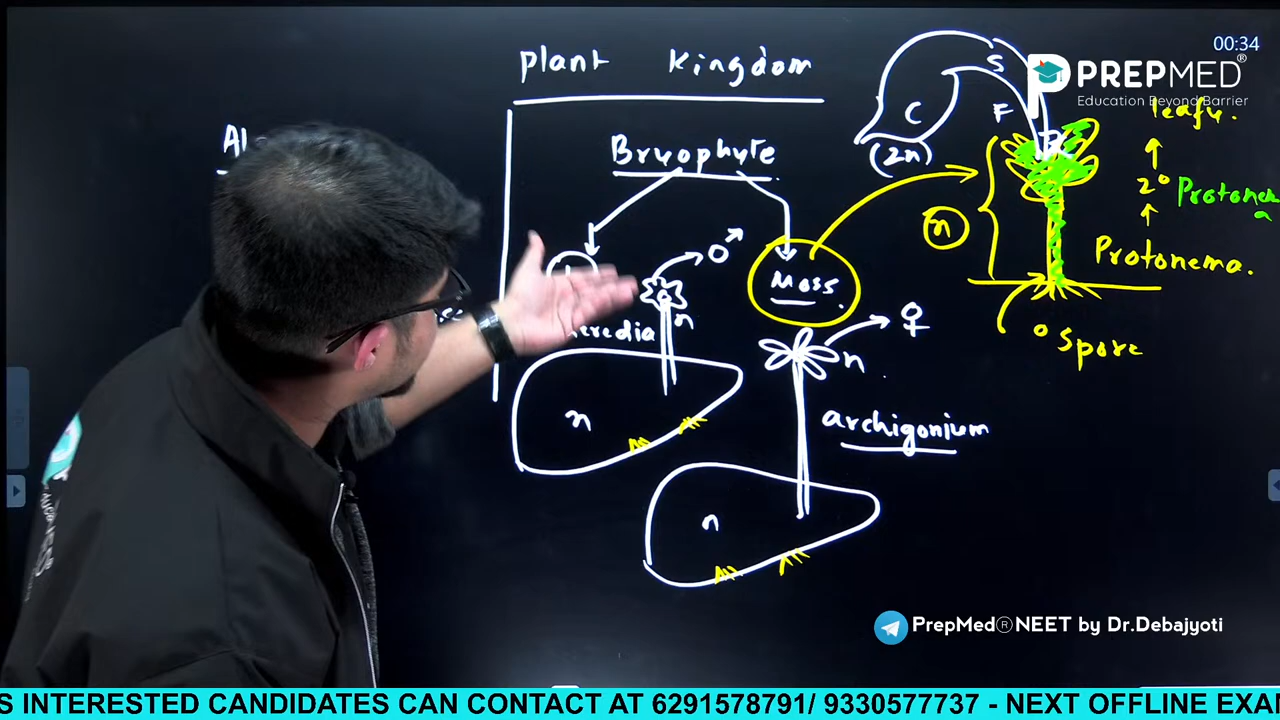 00:34
PREPMED®
Education Beyond Barrier
Plant Kingdom
Bryophyte
Moss.
n
♂
♀
n
archigonium
n
n
S
C
F
(2n)
n
leafy.
2°
Protonema
Protonema.
Spore
PrepMed® NEET by Dr.Debajyoti
S INTERESTED CANDIDATES CAN CONTACT AT 6291578791/ 9330577737 - NEXT OFFLINE EXA